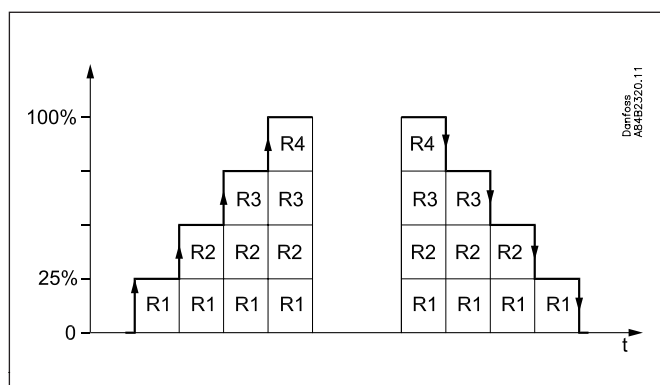 Danfoss
A84B2320.11
100% R4 R4
R3 R3 R3 R3
R2 R2 R2 R2 R2 R2
25%
R1 R1 R1 R1 R1 R1 R1 R1
0
t